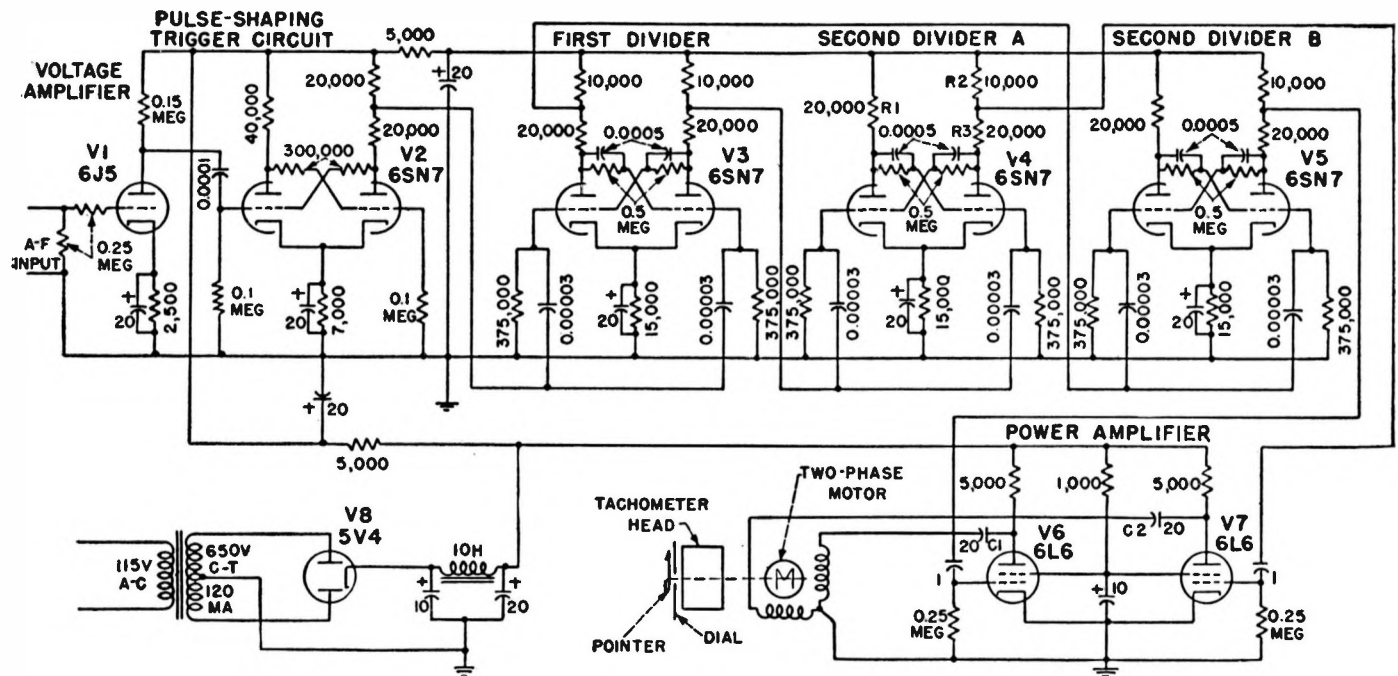 PULSE-SHAPING
TRIGGER CIRCUIT
FIRST DIVIDER
SECOND DIVIDER A
SECOND DIVIDER B
VOLTAGE
AMPLIFIER
5,000
+ 20
20,000
20,000
40,000
0.15
MEG
300,000
0.0001
V1
6J5
V2
6SN7
10,000
10,000
20,000
20,000
0.0005
V3
6SN7
0.5
MEG
R2
10,000
20,000
R1
R3
20,000
0.0005
V4
6SN7
0.5
MEG
10,000
20,000
20,000
0.0005
V5
6SN7
0.5
MEG
A-F
INPUT
0.25
MEG
+
20
2,500
0.1
MEG
+
20
7,000
0.1
MEG
375,000
0.00003
+
20
15,000
0.00003
375,000
375,000
0.00003
+
20
15,000
0.00003
375,000
375,000
0.00003
+
20
15,000
0.00003
375,000
+ 20
5,000
POWER AMPLIFIER
5,000
1,000
5,000
TWO-PHASE
MOTOR
TACHOMETER
HEAD
C2 20
20 C1
V6
6L6
V7
6L6
1
+ 10
1
0.25
MEG
0.25
MEG
M
POINTER
DIAL
V8
5V4
115V
A-C
650V
C-T
120
MA
10H
+
10
+
20